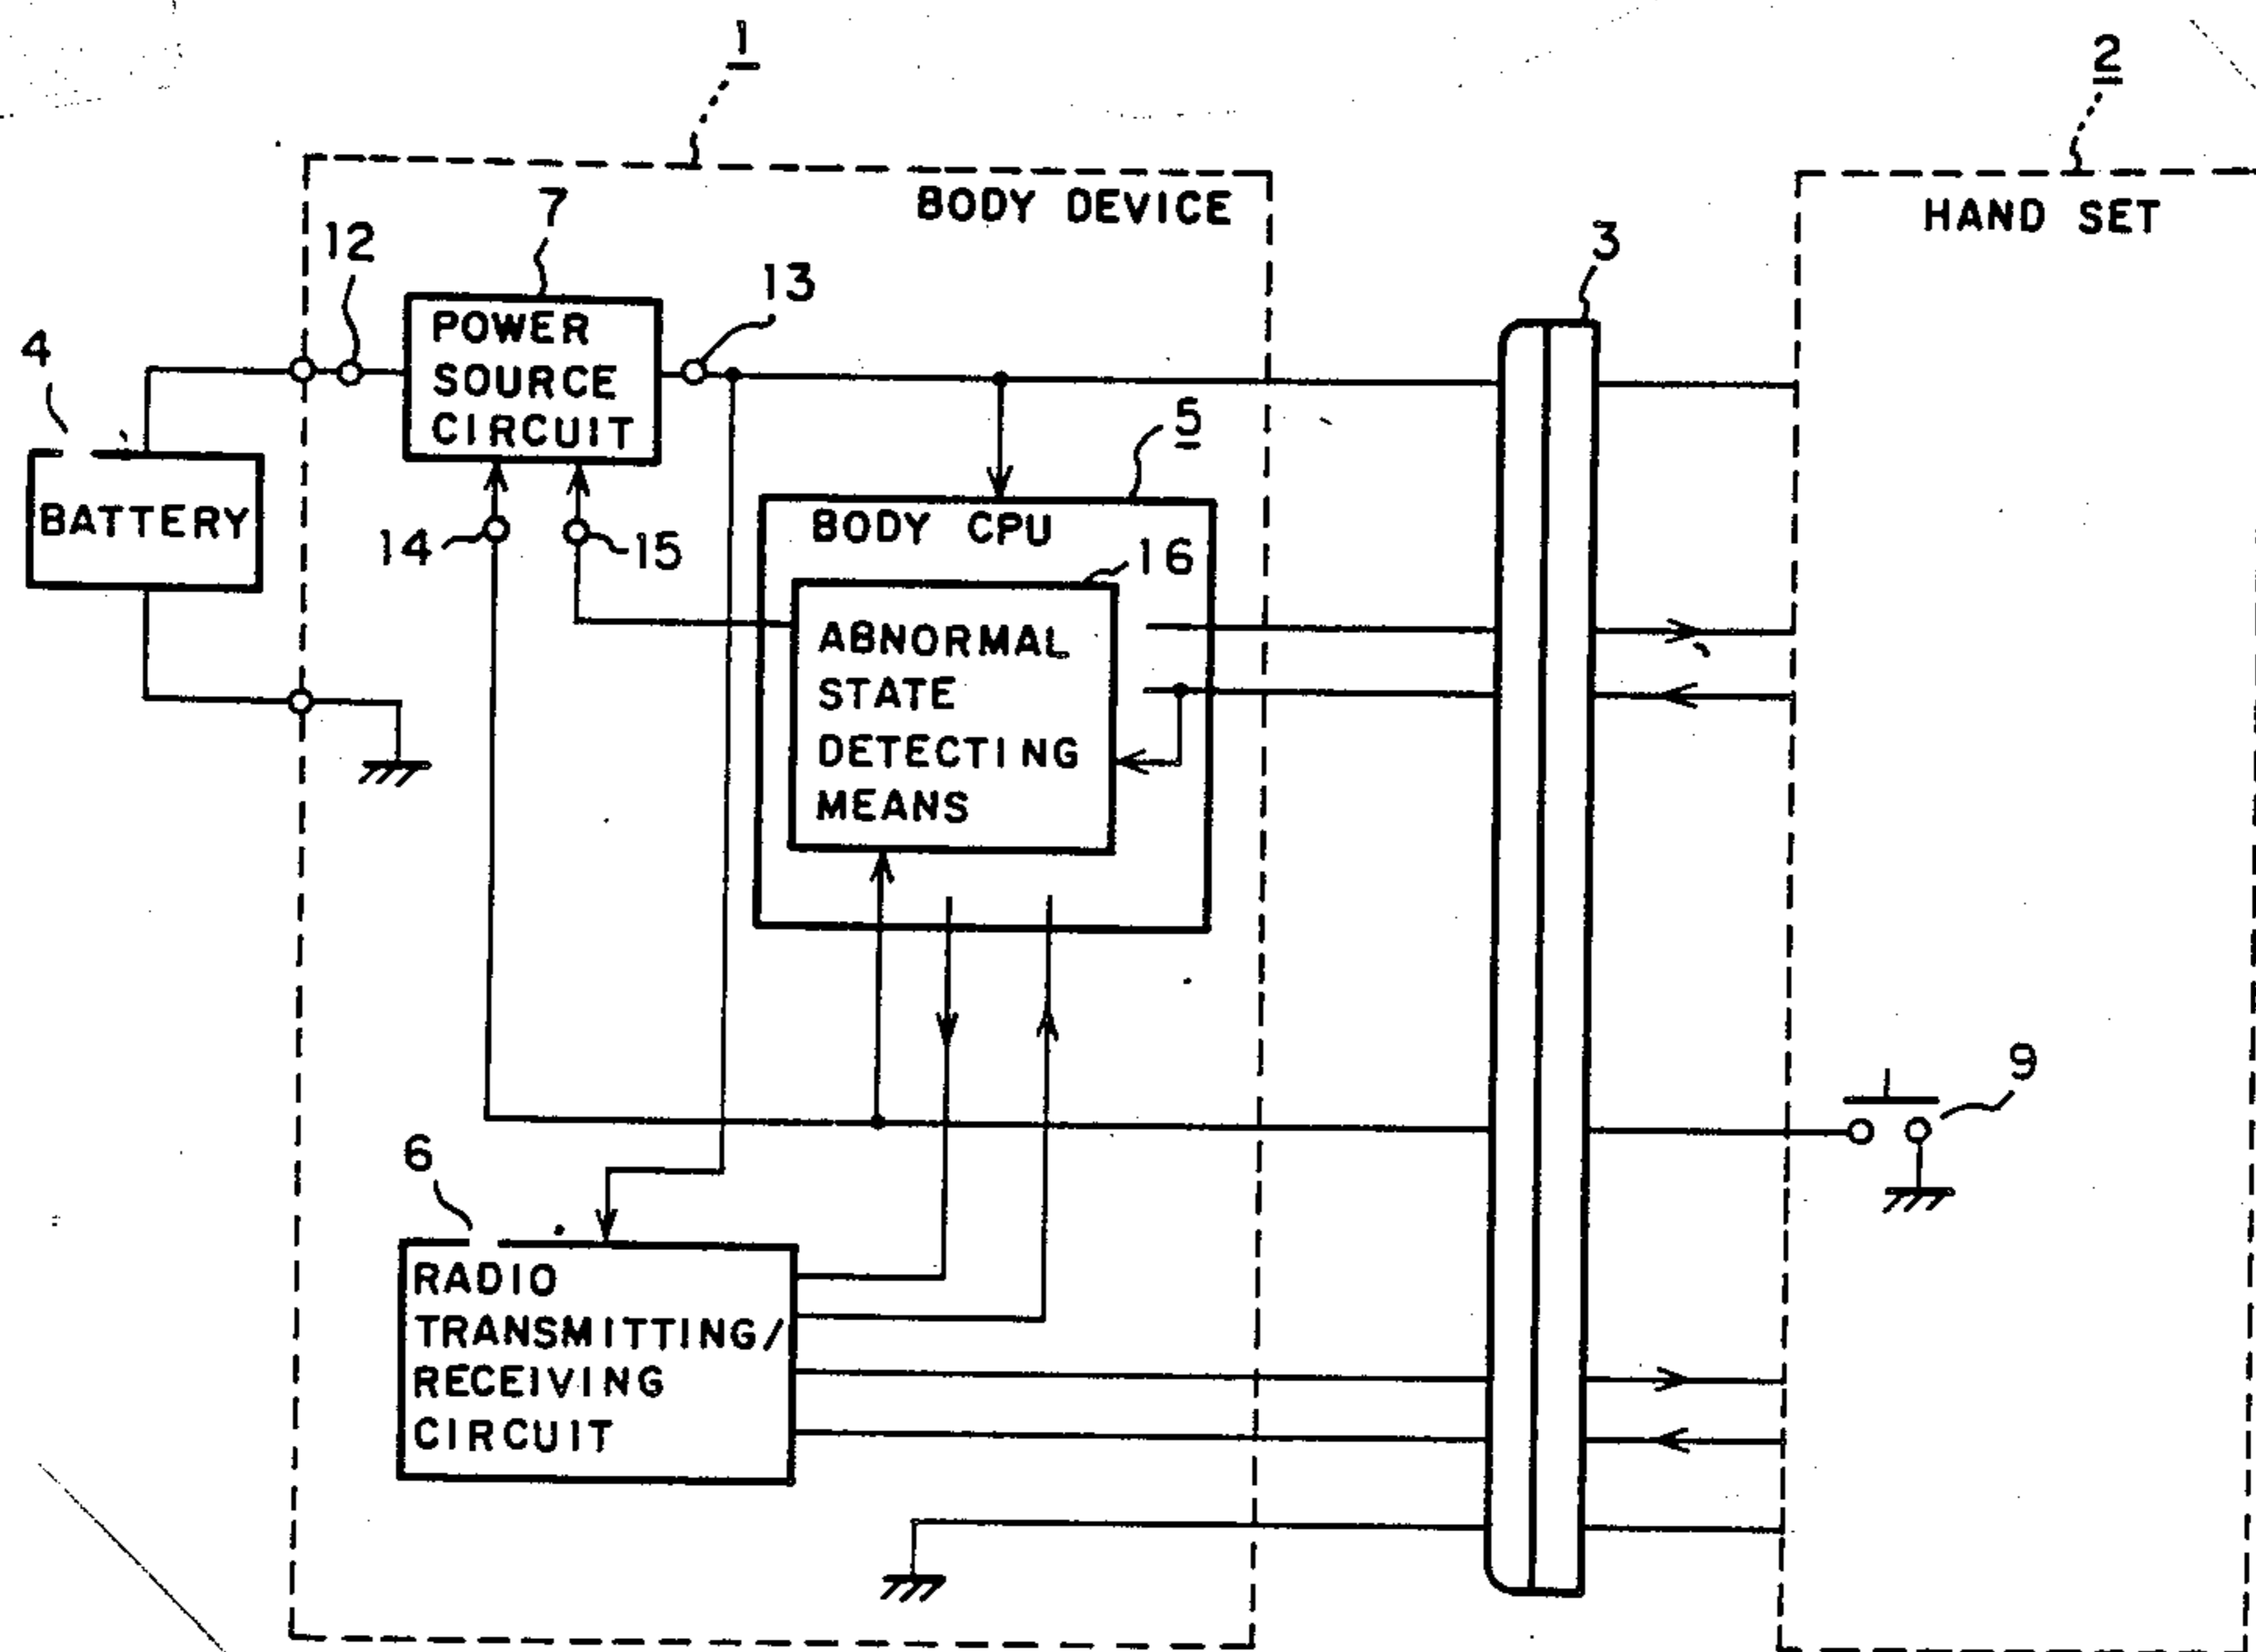 1
2
BODY DEVICE
HAND SET
7
12
13
3
4
POWER
SOURCE
CIRCUIT
5
BATTERY
BODY CPU
14
15
16
ABNORMAL
STATE
DETECTING
MEANS
9
6
RADIO
TRANSMITTING/
RECEIVING
CIRCUIT